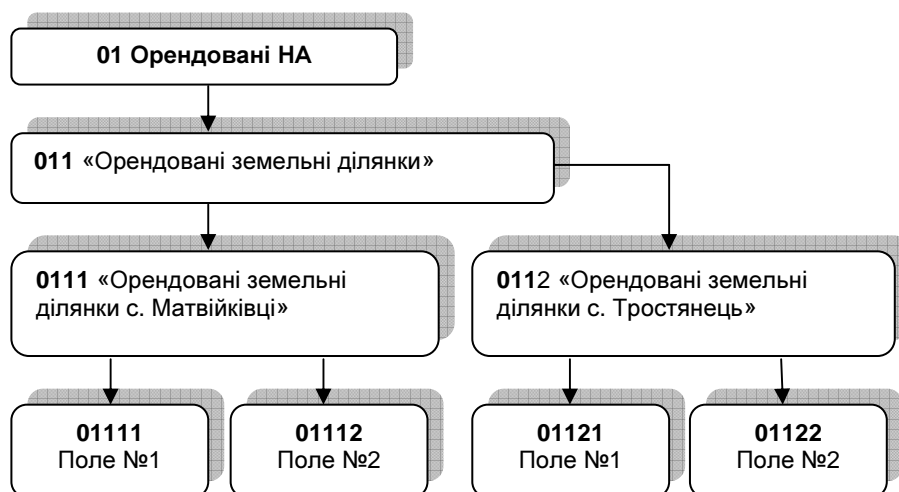 01 Орендовані НА
011 «Орендовані земельні ділянки»
0111 «Орендовані земельні
ділянки с. Матвійківці»
0112 «Орендовані земельні
ділянки с. Тростянець»
01111
Поле №1
01112
Поле №2
01121
Поле №1
01122
Поле №2